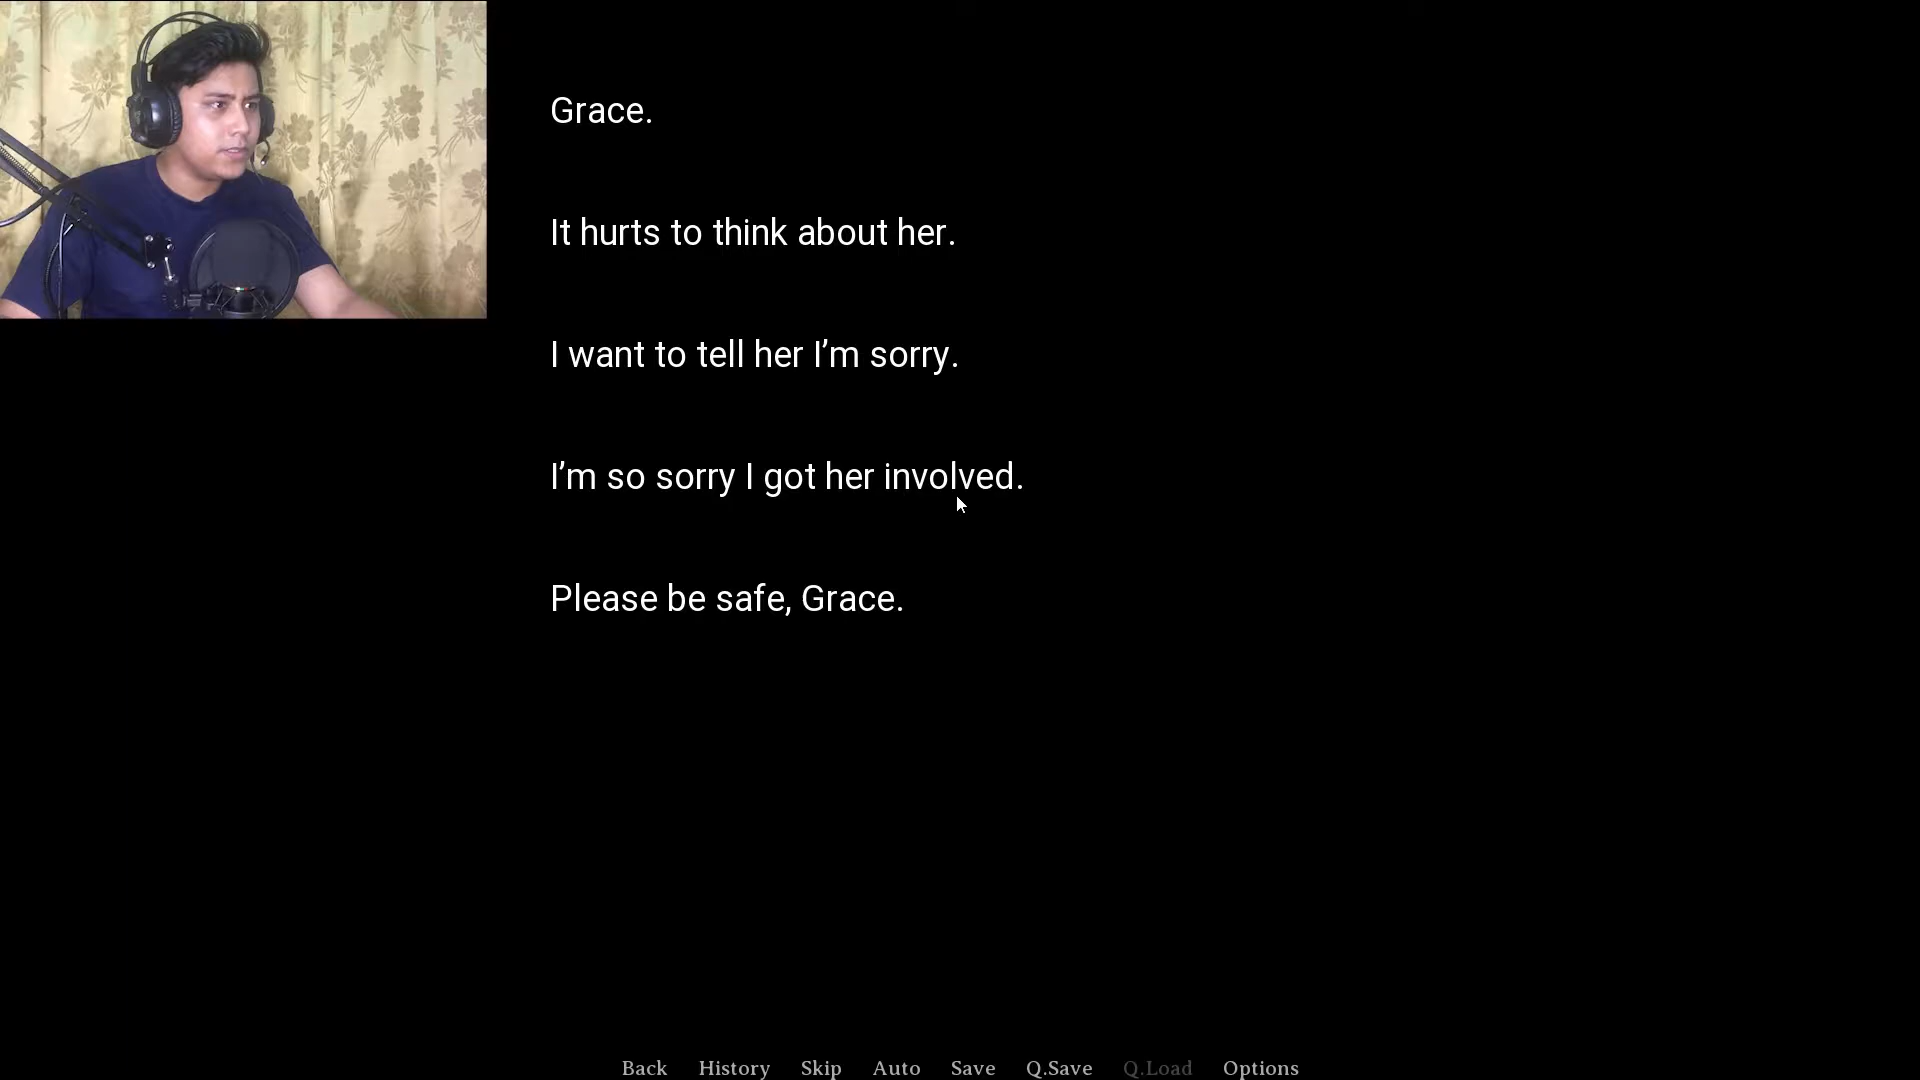 Grace.
It hurts to think about her.
I want to tell her I’m sorry.
I’m so sorry I got her involved.
Please be safe, Grace.
Back History Skip Auto Save Q.Save Q.Load Options